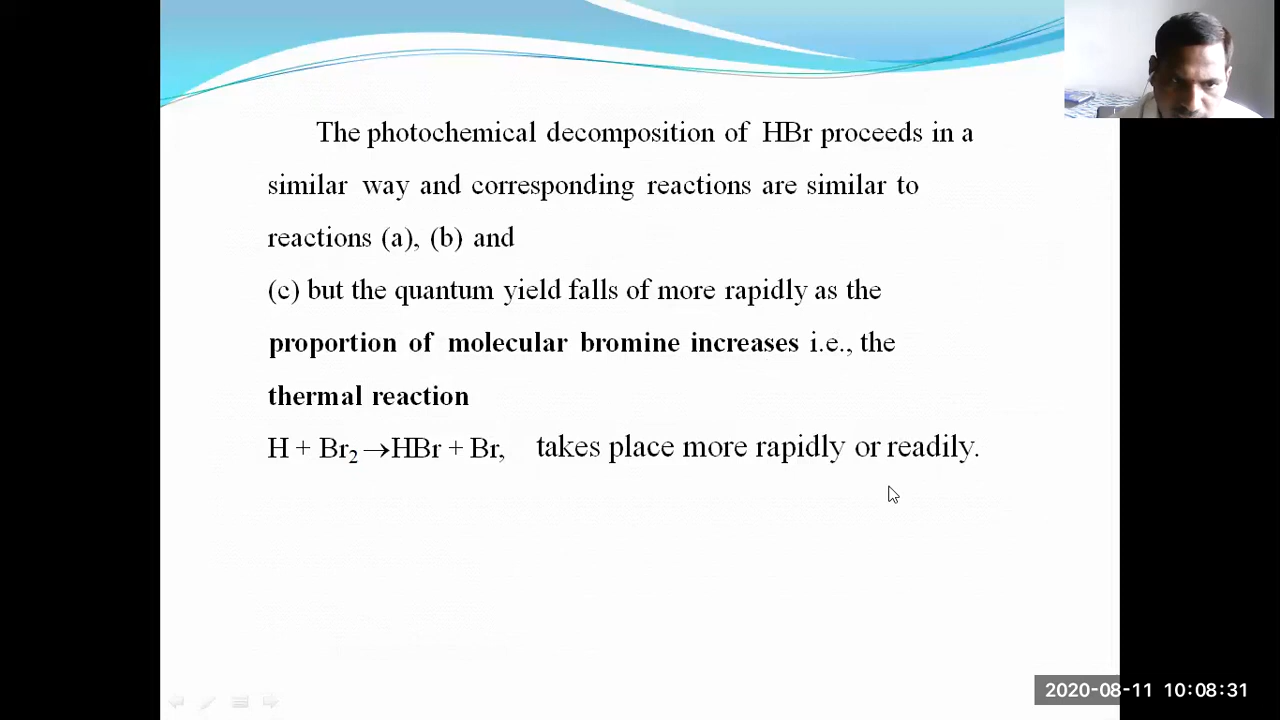 The photochemical decomposition of HBr proceeds in a
similar way and corresponding reactions are similar to
reactions (a), (b) and
(c) but the quantum yield falls of more rapidly as the
proportion of molecular bromine increases i.e., the
thermal reaction
H + Br₂ →HBr + Br, takes place more rapidly or readily.
2020-08-11 10:08:31